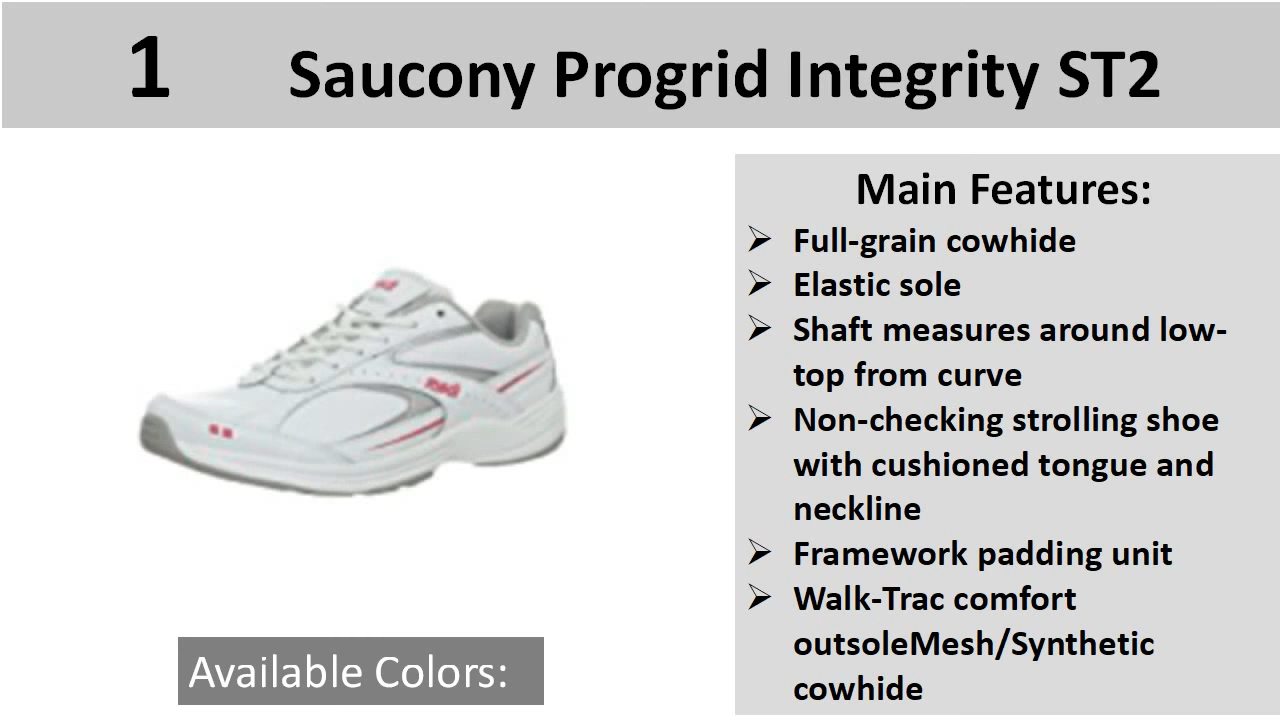 1 Saucony Progrid Integrity ST2
Main Features:
Full-grain cowhide
Elastic sole
Shaft measures around low-
top from curve
Non-checking strolling shoe
with cushioned tongue and
neckline
Framework padding unit
Walk-Trac comfort
outsoleMesh/Synthetic
cowhide
Available Colors: